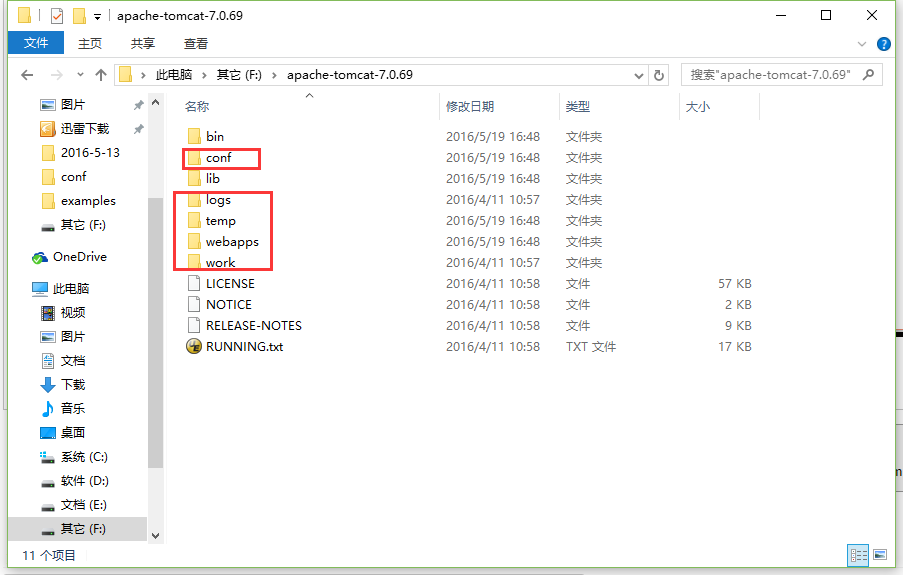 apache-tomcat-7.0.69
文件 主页 共享 查看
此电脑 其它 (F:) apache-tomcat-7.0.69 搜索"apache-tomcat-7.0.69"
图片
迅雷下载
2016-5-13
conf
examples
其它 (F:)
OneDrive
此电脑
视频
图片
文档
下载
音乐
桌面
系统 (C:)
软件 (D:)
文档 (E:)
其它 (F:)
名称 修改日期 类型 大小
bin 2016/5/19 16:48 文件夹
conf 2016/5/19 16:48 文件夹
lib 2016/5/19 16:48 文件夹
logs 2016/4/11 10:57 文件夹
temp 2016/5/19 16:48 文件夹
webapps 2016/5/19 16:48 文件夹
work 2016/4/11 10:57 文件夹
LICENSE 2016/4/11 10:58 文件 57 KB
NOTICE 2016/4/11 10:58 文件 2 KB
RELEASE-NOTES 2016/4/11 10:58 文件 9 KB
RUNNING.txt 2016/4/11 10:58 TXT 文件 17 KB
11 个项目